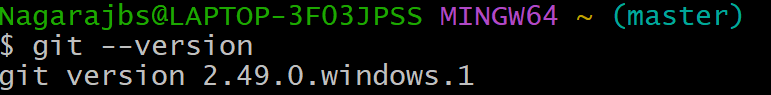 Nagarajbs@LAPTOP-3FO3JPSS MINGW64 ~ (master)
$ git --version
git version 2.49.0.windows.1